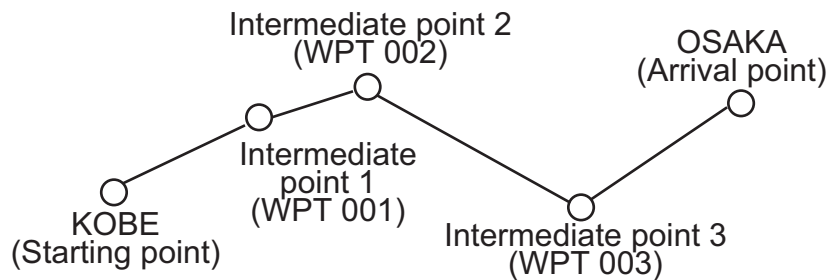 Intermediate point 2
(WPT 002)
OSAKA
(Arrival point)
Intermediate
point 1
(WPT 001)
KOBE
(Starting point)
Intermediate point 3
(WPT 003)